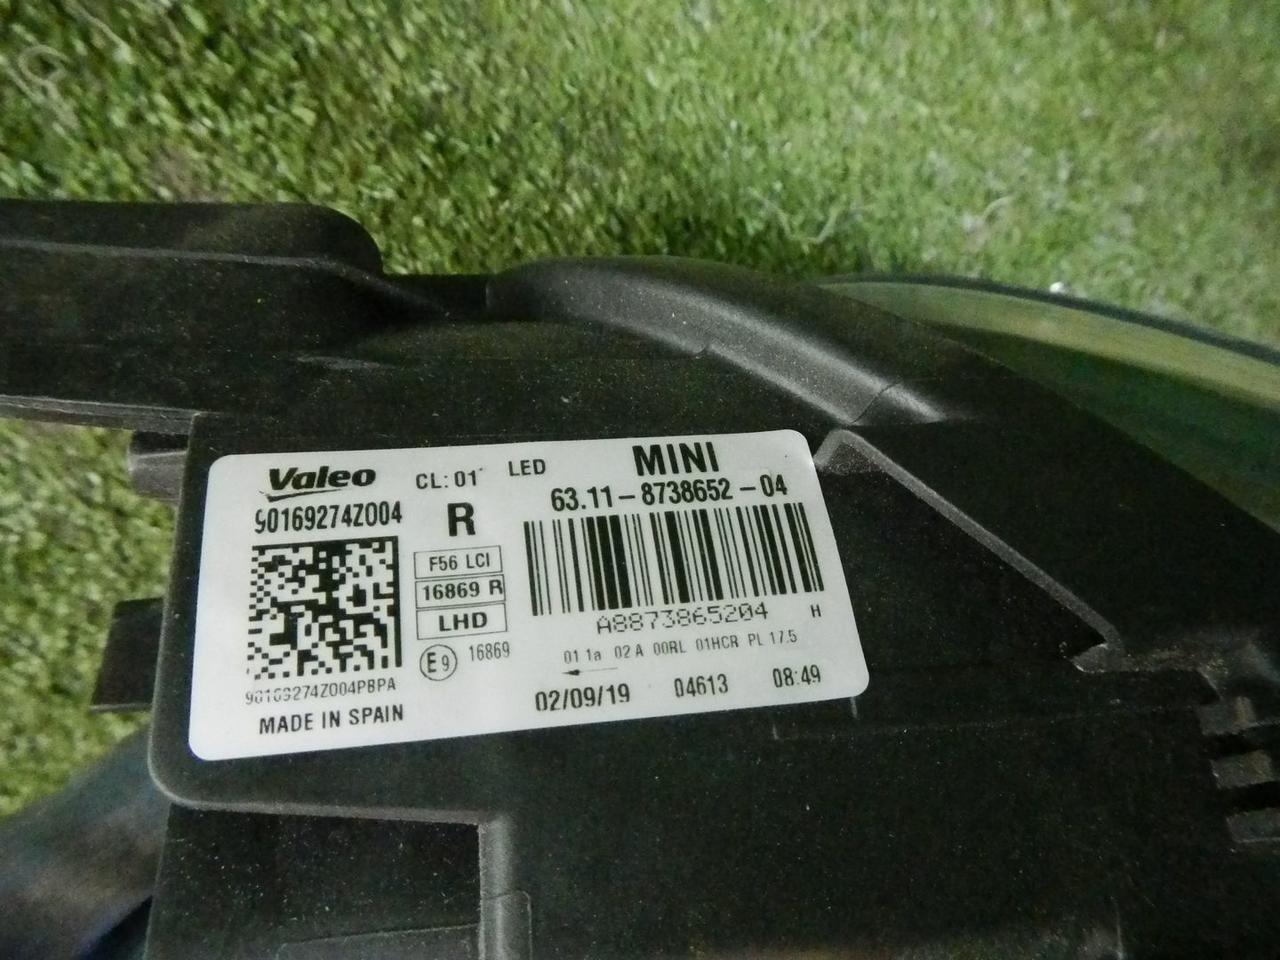 Valeo
CL: 01
LED
MINI
90169274Z004
R
63.11-8738652-04
F56 LCI
16869 R
LHD
A8873865204
H
E9
16869
01 1a 02 A 00RL 01HCR PL 17.5
90169274Z004PBPA
MADE IN SPAIN
02/09/19
04613
08:49